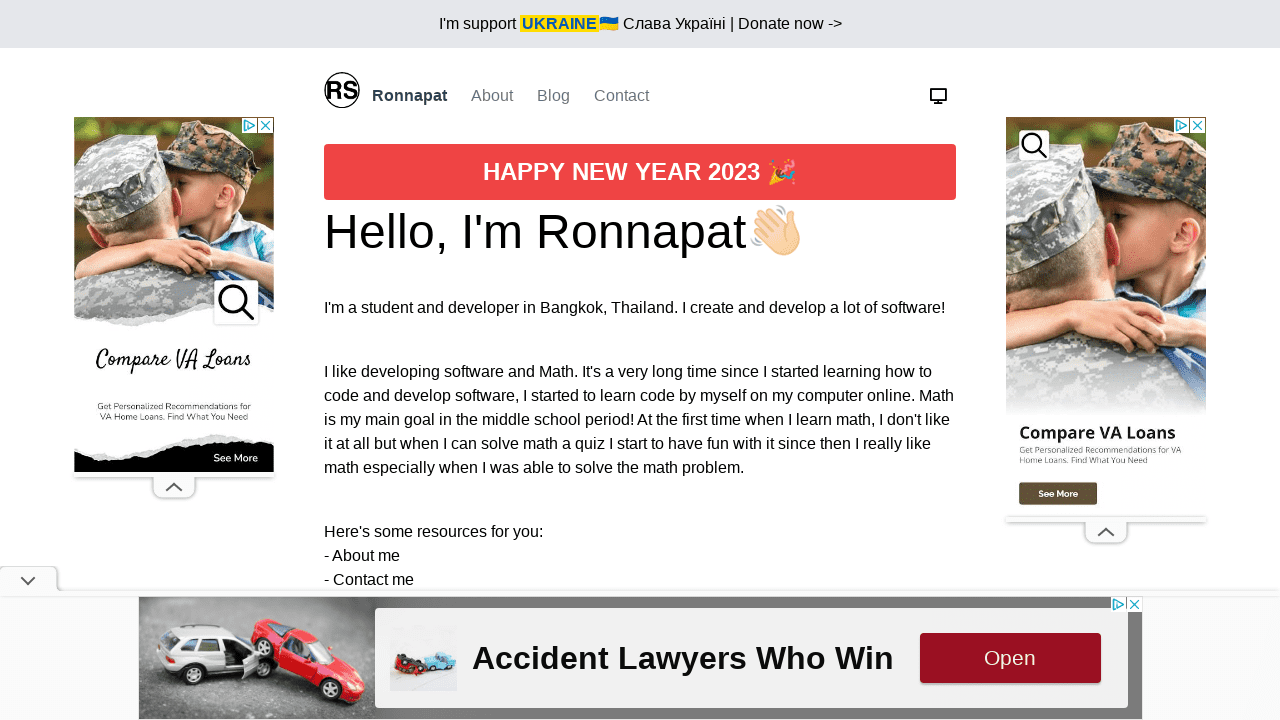 I'm support UKRAINE🇺🇦 Слава Україні | Donate now ->
RS
Ronnapat About Blog Contact
HAPPY NEW YEAR 2023 🎉
Hello, I'm Ronnapat👋🏻
I'm a student and developer in Bangkok, Thailand. I create and develop a lot of software!
I like developing software and Math. It's a very long time since I started learning how to
code and develop software, I started to learn code by myself on my computer online. Math
is my main goal in the middle school period! At the first time when I learn math, I don't like
it at all but when I can solve math a quiz I start to have fun with it since then I really like
math especially when I was able to solve the math problem.
Here's some resources for you:
- About me
- Contact me
Compare VA Loans
Get Personalized Recommendations for
VA Home Loans. Find What You Need
See More
Compare VA Loans
Get Personalized Recommendations for VA
Home Loans. Find What You Need
See More
Accident Lawyers Who Win
Open